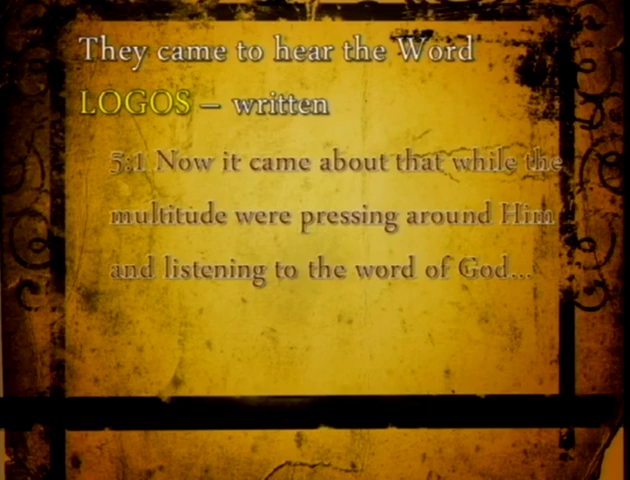 They came to hear the Word
LOGOS – written
5:1 Now it came about that while the
multitude were pressing around Him
and listening to the word of God...